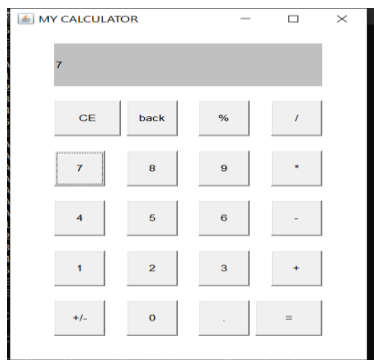 MY CALCULATOR
7
CE back % /
7 8 9 *
4 5 6 -
1 2 3 +
+/- 0 . =